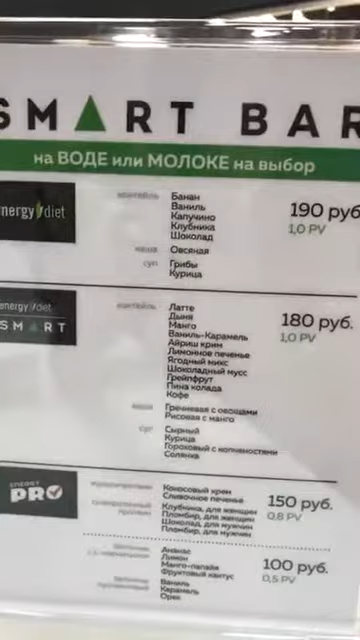 SMART BAR
на ВОДЕ или МОЛОКЕ на выбор
energy diet
коктейль Банан 190 руб
Ваниль 1,0 PV
Капучино
Клубника
Шоколад
каша Овсяная
суп Грибы
Курица
energy diet
SMART
коктейль Латте 180 руб.
Дыня 1,0 PV
Манго
Ваниль-Карамель
Айриш крим
Лимонное печенье
Ягодный микс
Шоколадный мусс
Грейпфрут
Пина колада
Кофе
каша Гречневая с овощами
Рисовая с манго
суп Сырный
Курица
Гороховый с копченостями
Солянка
ENERGY
PRO
Кокосовый крем 150 руб.
Сливочное печенье 0,8 PV
Клубника, для женщин
Пломбир, для женщин
Шоколад, для мужчин
Пломбир, для мужчин
Ананас 100 руб.
Лимон 0,5 PV
Манго-папайя
Фруктовый кактус
Ваниль
Карамель
Орех